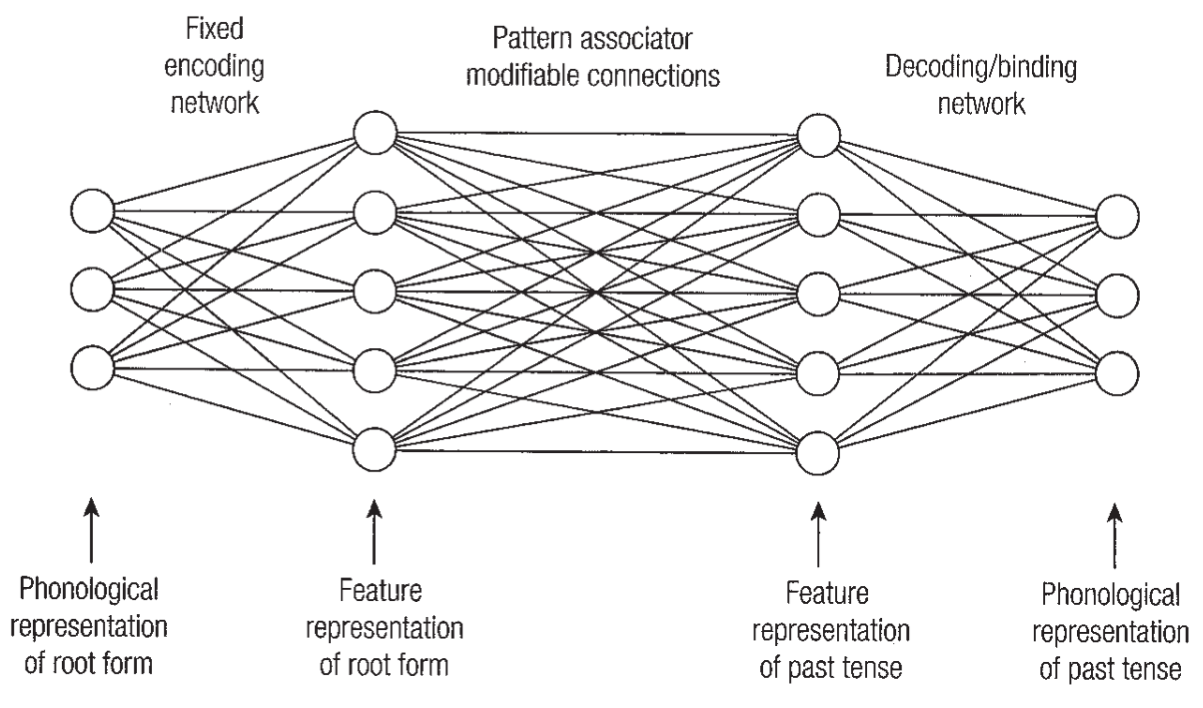 Fixed
encoding
network
Pattern associator
modifiable connections
Decoding/binding
network
Phonological
representation
of root form
Feature
representation
of root form
Feature
representation
of past tense
Phonological
representation
of past tense